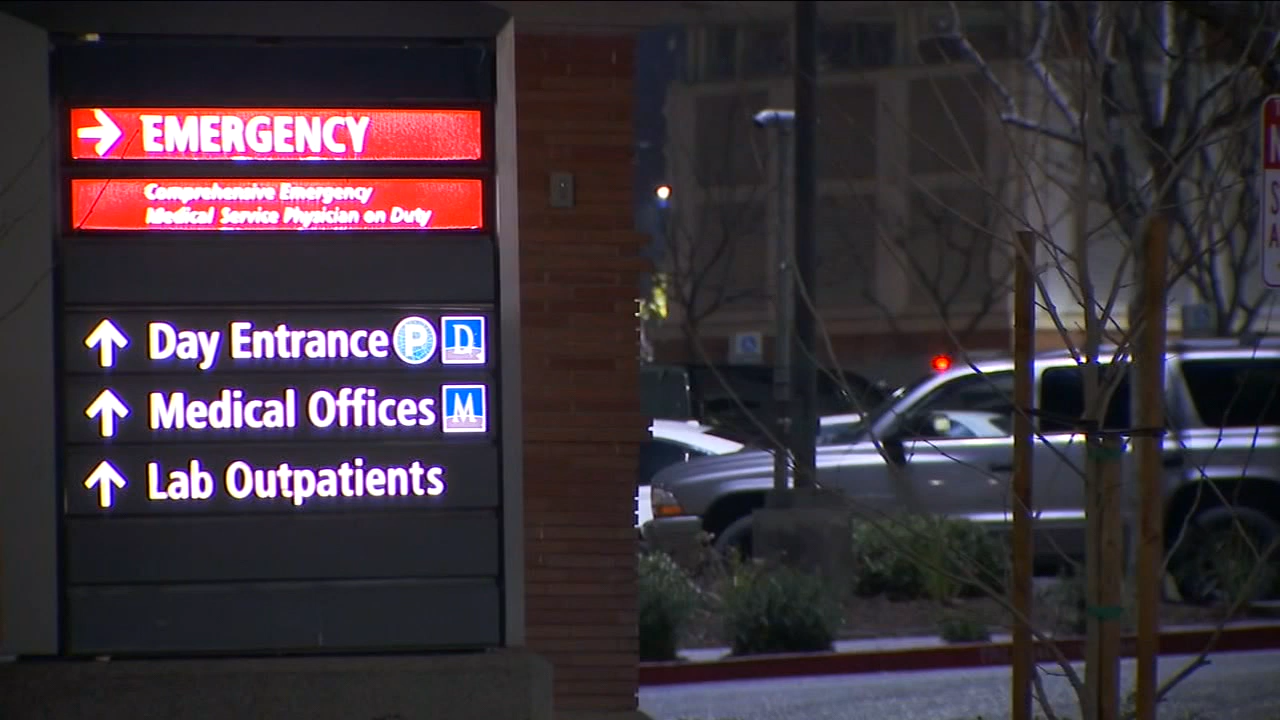 EMERGENCY
Comprehensive Emergency
Medical Service Physician on Duty
Day Entrance P D
Medical Offices M
Lab Outpatients